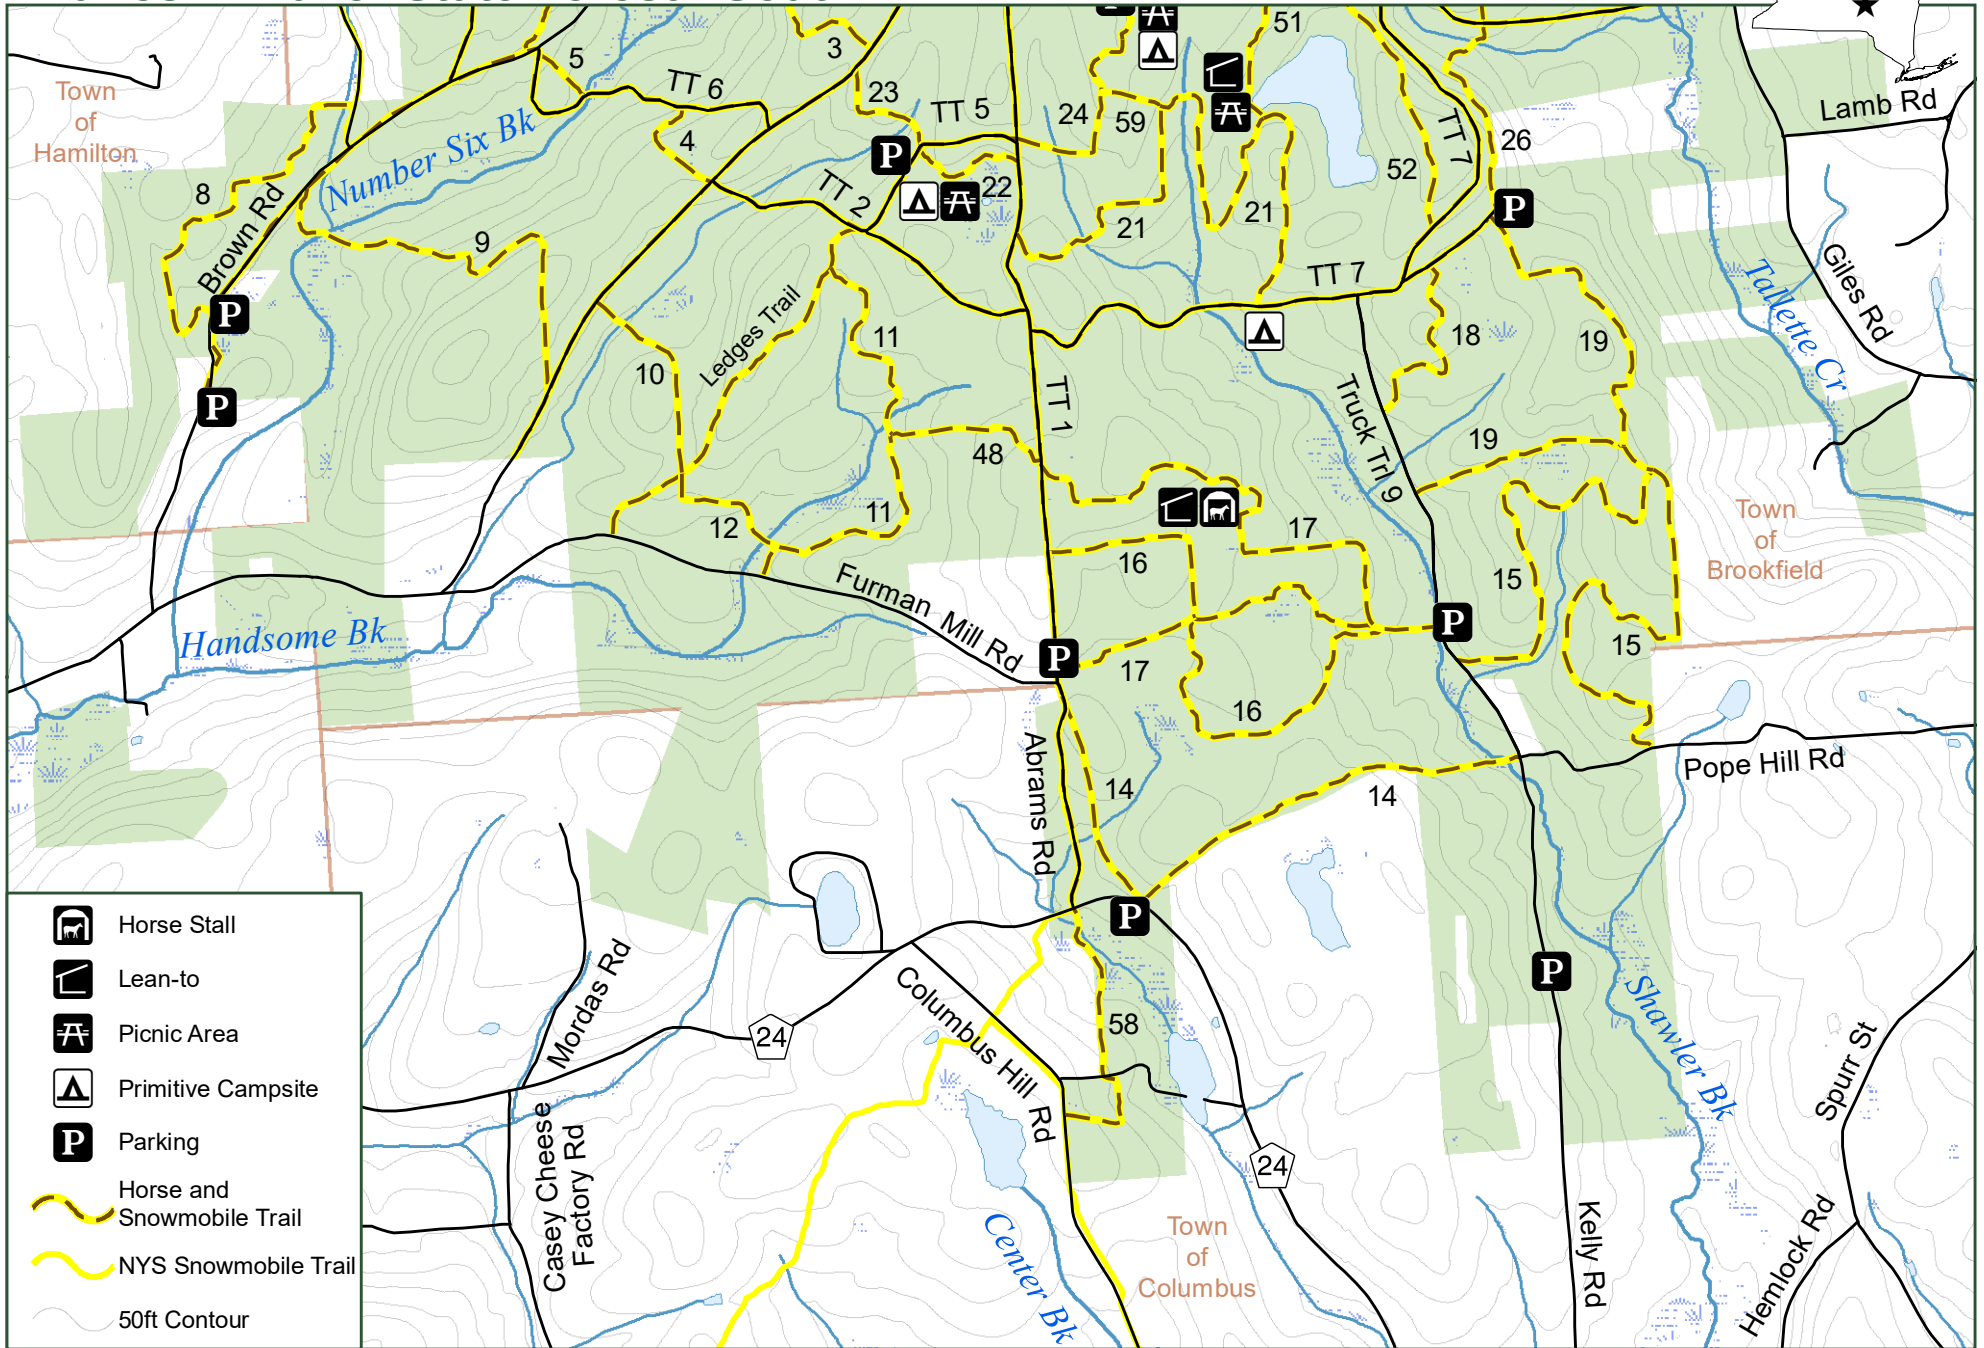 51
3
5
TT 6
TT 7
23
TT 5
24
59
Lamb Rd
Town
of
Hamilton
Number Six Bk
4
26
52
8
TT 2
22
21
21
Brown Rd
9
P
P
P
P
TT 7
Giles Rd
Tallette Cr
Ledges Trail
11
18
19
10
TT 1
Truck Trl 9
48
19
12
11
17
Town
of
Brookfield
16
15
Furman Mill Rd
Handsome Bk
P
P
17
15
16
Abrams Rd
14
14
Pope Hill Rd
P
Horse Stall
Lean-to
Picnic Area
Primitive Campsite
P Parking
Horse and
Snowmobile Trail
NYS Snowmobile Trail
50ft Contour
Mordas Rd
24
Columbus Hill Rd
58
P
Shawler Bk
Spurr St
Casey Cheese
Factory Rd
24
Center Bk
Town
of
Columbus
Kelly Rd
Hemlock Rd